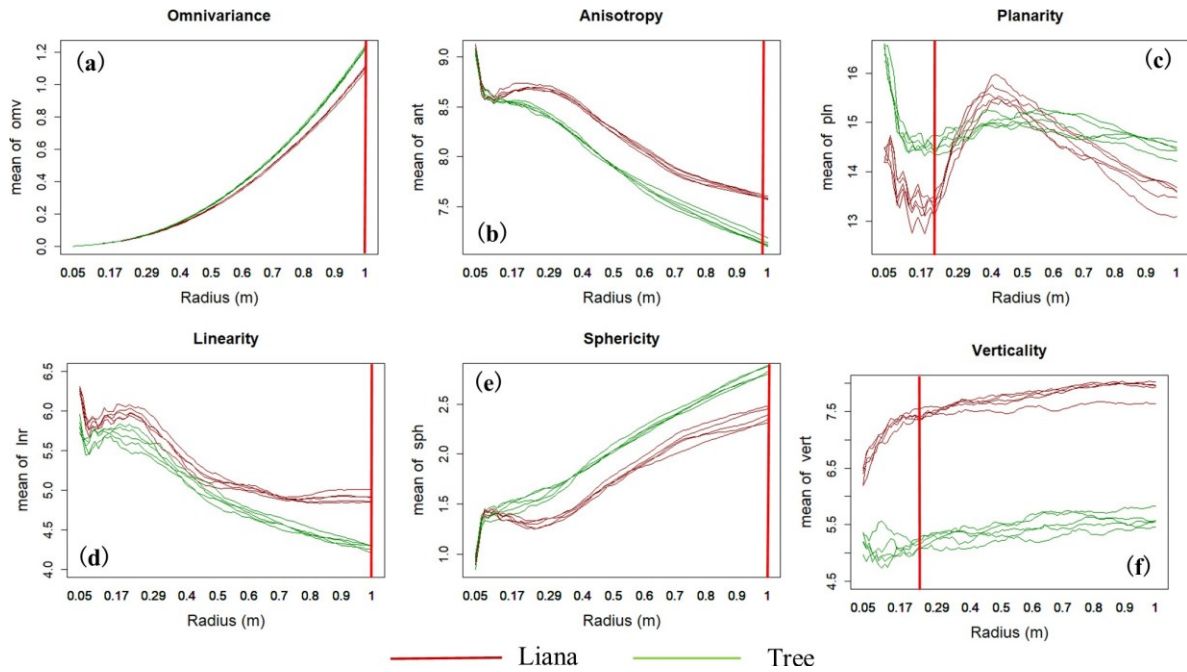 Omnivariance
(a)
mean of omv
0.0 0.2 0.4 0.6 0.8 1.0 1.2
0.05 0.17 0.29 0.4 0.5 0.6 0.7 0.8 0.9 1
Radius (m)
Anisotropy
(b)
mean of ant
7.5 8.0 8.5 9.0
0.05 0.17 0.29 0.4 0.5 0.6 0.7 0.8 0.9 1
Radius (m)
Planarity
(c)
mean of pln
13 14 15 16
0.05 0.17 0.29 0.4 0.5 0.6 0.7 0.8 0.9 1
Radius (m)
Linearity
(d)
mean of lnr
4.0 4.5 5.0 5.5 6.0 6.5
0.05 0.17 0.29 0.4 0.5 0.6 0.7 0.8 0.9 1
Radius (m)
Sphericity
(e)
mean of sph
1.0 1.5 2.0 2.5
0.05 0.17 0.29 0.4 0.5 0.6 0.7 0.8 0.9 1
Radius (m)
Verticality
(f)
mean of vert
4.5 5.5 6.5 7.5
0.05 0.17 0.29 0.4 0.5 0.6 0.7 0.8 0.9 1
Radius (m)
Liana
Tree